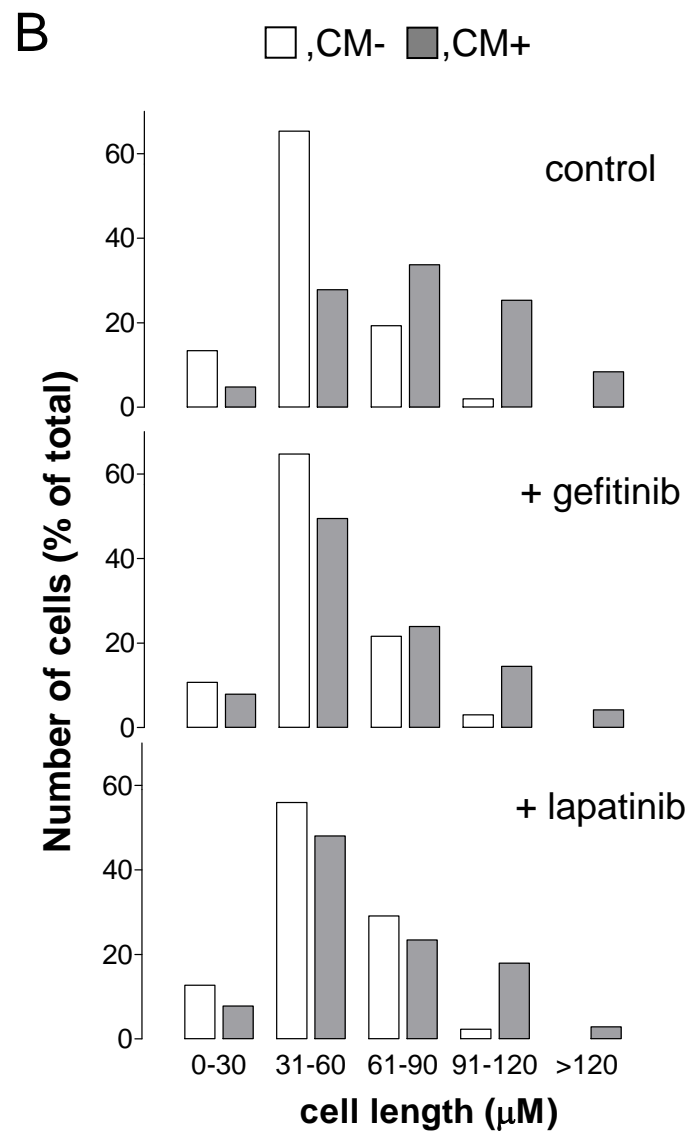 B
,CM- ,CM+
control
60
40
20
0
+ gefitinib
60
40
20
0
+ lapatinib
60
40
20
0
Number of cells (% of total)
0-30 31-60 61-90 91-120 >120
cell length (μM)